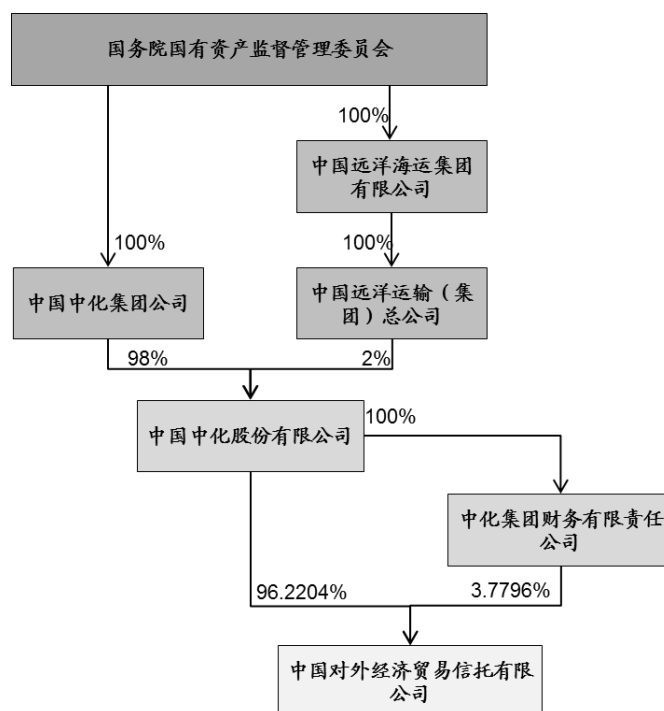 国务院国有资产监督管理委员会
100%
中国远洋海运集团
有限公司
100%
100%
中国中化集团公司
中国远洋运输（集
团）总公司
98%
2%
中国中化股份有限公司
100%
中化集团财务有限责任
公司
96.2204%
3.7796%
中国对外经济贸易信托有限
公司